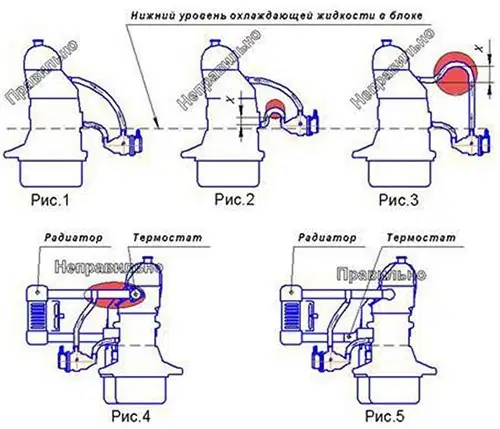 Нижний уровень охлаждающей жидкости в блоке
Правильно
Неправильно
Неправильно
X
X
Рис.1
Рис.2
Рис.3
Радиатор
Термостат
Радиатор
Термостат
Неправильно
Правильно
Рис.4
Рис.5